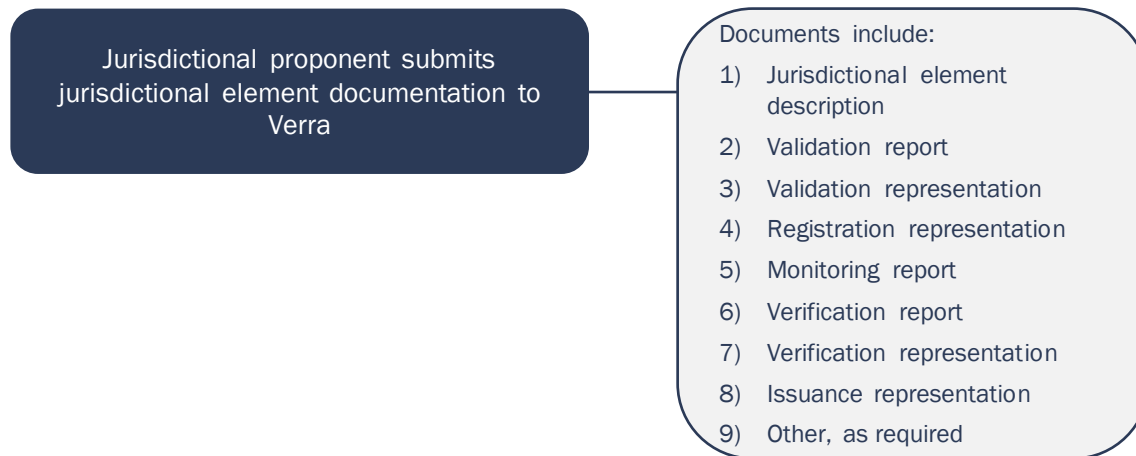 Jurisdictional proponent submits
jurisdictional element documentation to
Verra
Documents include:
1) Jurisdictional element
description
2) Validation report
3) Validation representation
4) Registration representation
5) Monitoring report
6) Verification report
7) Verification representation
8) Issuance representation
9) Other, as required